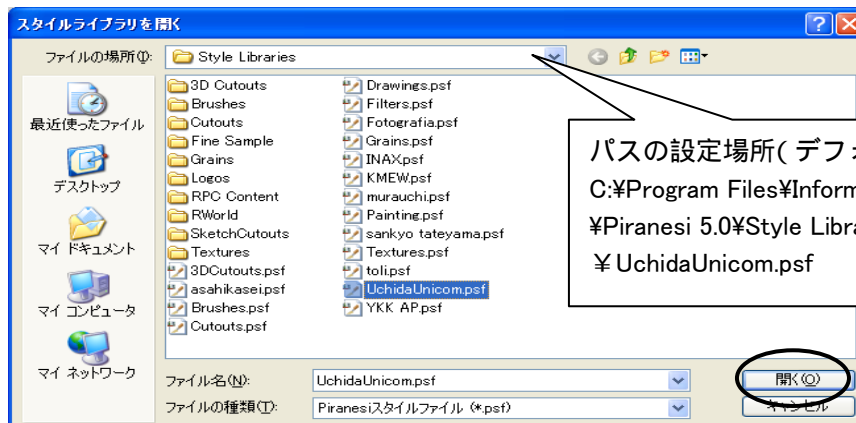 スタイルライブラリを開く
ファイルの場所(I):
Style Libraries
最近使ったファイル
デスクトップ
マイ ドキュメント
マイ コンピュータ
マイ ネットワーク
3D Cutouts
Brushes
Cutouts
Fine Sample
Grains
Logos
RPC Content
RWorld
SketchCutouts
Textures
3DCutouts.psf
asahikasei.psf
Brushes.psf
Cutouts.psf
Drawings.psf
Filters.psf
Fotografia.psf
Grains.psf
INAX.psf
KMEW.psf
murauchi.psf
Painting.psf
sankyo tateyama.psf
Textures.psf
toli.psf
UchidaUnicom.psf
YKK AP.psf
パスの設定場所(デフォ
C:¥Program Files¥Inform
¥Piranesi 5.0¥Style Libra
¥UchidaUnicom.psf
ファイル名(N):
UchidaUnicom.psf
開く(O)
ファイルの種類(T):
Piranesiスタイルファイル (*.psf)
キャンセル